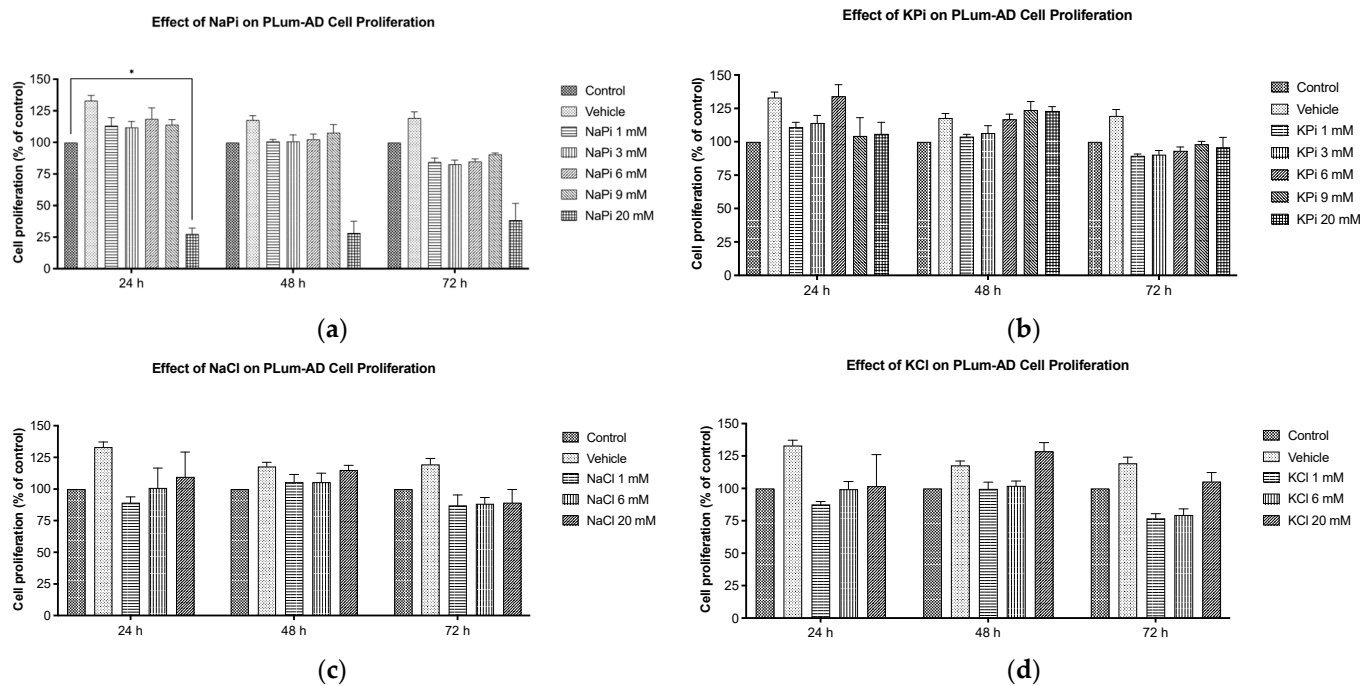 Effect of NaPi on PLum-AD Cell Proliferation
Cell proliferation (% of control)
150
125
100
75
50
25
0
*
24 h
48 h
72 h
Control
Vehicle
NaPi 1 mM
NaPi 3 mM
NaPi 6 mM
NaPi 9 mM
NaPi 20 mM
(a)
Effect of KPi on PLum-AD Cell Proliferation
Cell proliferation (% of control)
150
125
100
75
50
25
0
24 h
48 h
72 h
Control
Vehicle
KPi 1 mM
KPi 3 mM
KPi 6 mM
KPi 9 mM
KPi 20 mM
(b)
Effect of NaCl on PLum-AD Cell Proliferation
Cell proliferation (% of control)
150
125
100
75
50
25
0
24 h
48 h
72 h
Control
Vehicle
NaCl 1 mM
NaCl 6 mM
NaCl 20 mM
(c)
Effect of KCl on PLum-AD Cell Proliferation
Cell proliferation (% of control)
150
125
100
75
50
25
0
24 h
48 h
72 h
Control
Vehicle
KCl 1 mM
KCl 6 mM
KCl 20 mM
(d)